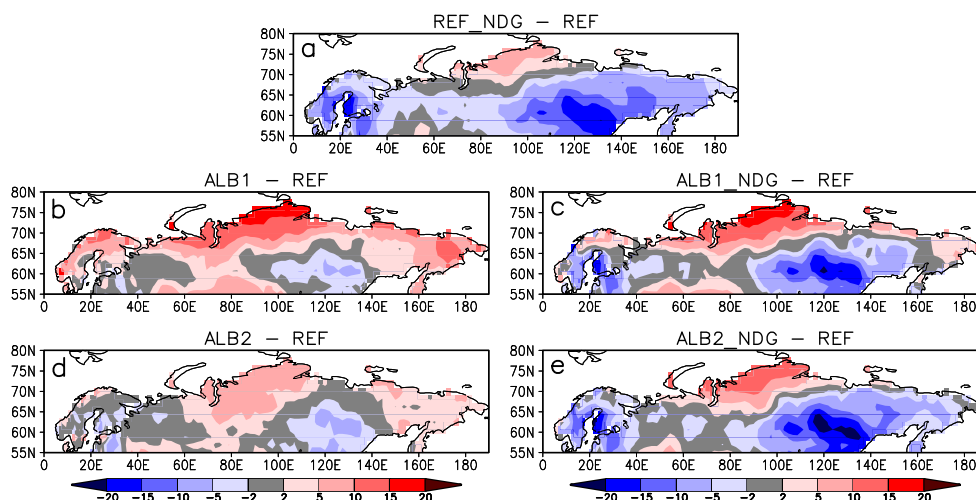 REF_NDG − REF
a
80N
75N
70N
65N
60N
55N
0 20E 40E 60E 80E 100E 120E 140E 160E 180
ALB1 − REF
b
80N
75N
70N
65N
60N
55N
0 20E 40E 60E 80E 100E 120E 140E 160E 180
ALB1_NDG − REF
c
80N
75N
70N
65N
60N
55N
0 20E 40E 60E 80E 100E 120E 140E 160E 180
ALB2 − REF
d
80N
75N
70N
65N
60N
55N
0 20E 40E 60E 80E 100E 120E 140E 160E 180
ALB2_NDG − REF
e
80N
75N
70N
65N
60N
55N
0 20E 40E 60E 80E 100E 120E 140E 160E 180
−20 −15 −10 −5 −2 2 5 10 15 20
−20 −15 −10 −5 −2 2 5 10 15 20